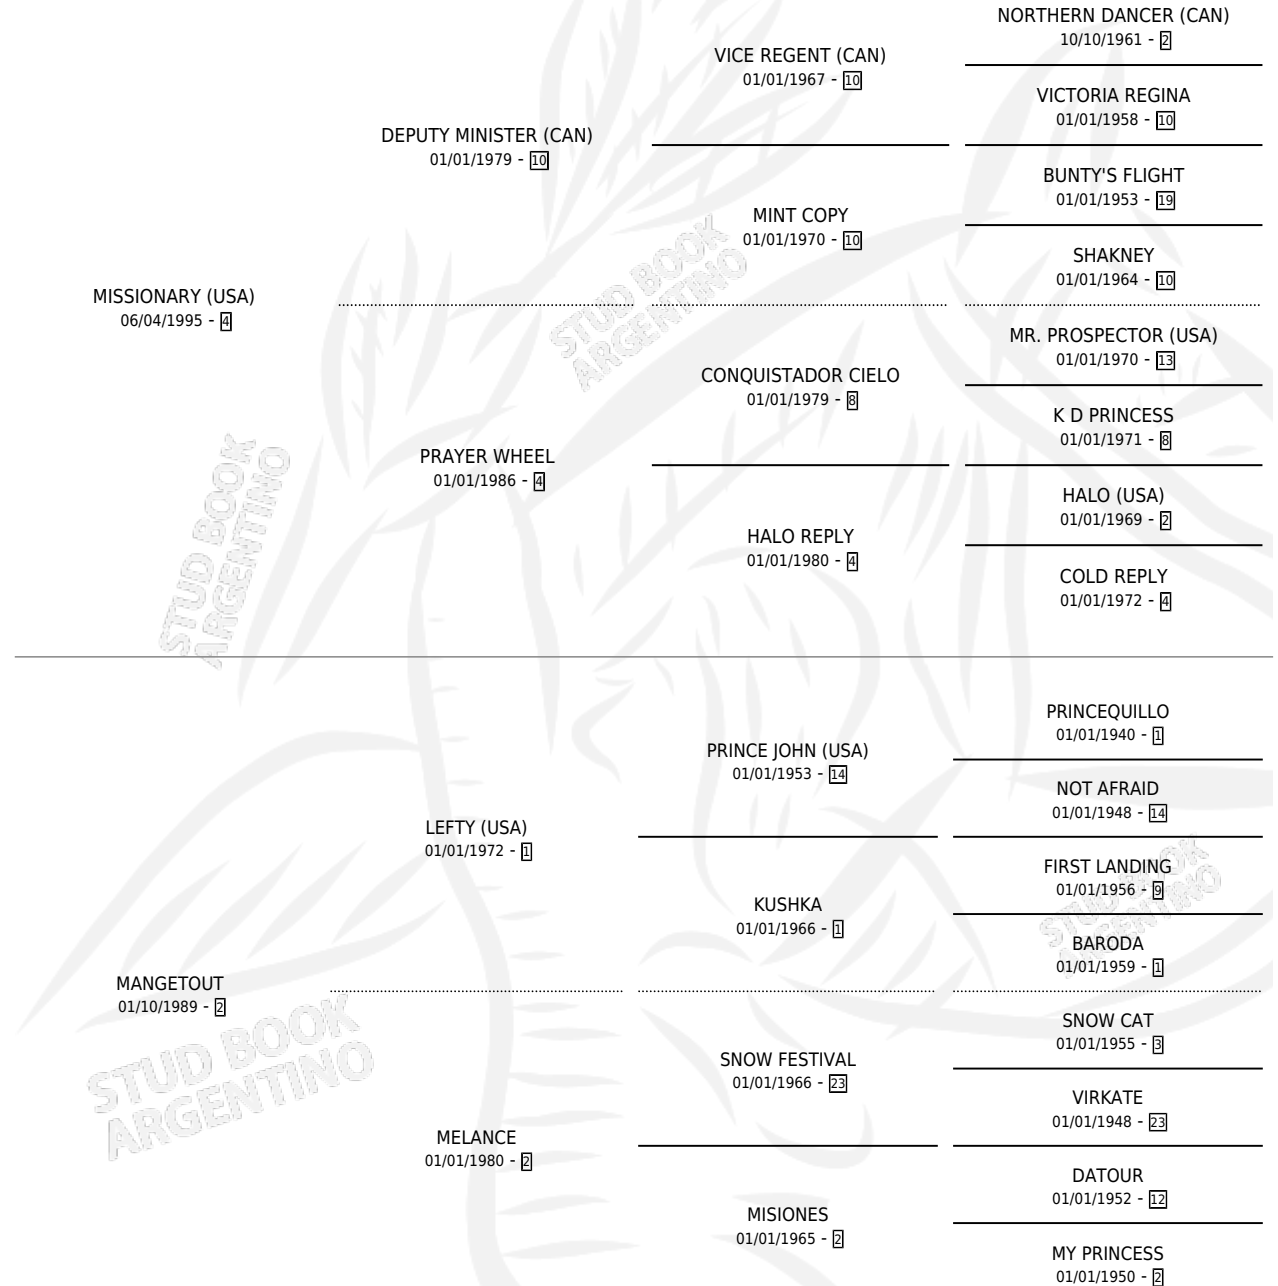 NORTHERN DANCER (CAN)
10/10/1961 - 2
VICE REGENT (CAN)
01/01/1967 - 10
VICTORIA REGINA
01/01/1958 - 10
DEPUTY MINISTER (CAN)
01/01/1979 - 10
BUNTY'S FLIGHT
01/01/1953 - 19
MINT COPY
01/01/1970 - 10
SHAKNEY
01/01/1964 - 10
MISSIONARY (USA)
06/04/1995 - 4
MR. PROSPECTOR (USA)
01/01/1970 - 13
CONQUISTADOR CIELO
01/01/1979 - 8
K D PRINCESS
01/01/1971 - 8
PRAYER WHEEL
01/01/1986 - 4
HALO (USA)
01/01/1969 - 2
HALO REPLY
01/01/1980 - 4
COLD REPLY
01/01/1972 - 4
PRINCEQUILLO
01/01/1940 - 1
PRINCE JOHN (USA)
01/01/1953 - 14
NOT AFRAID
01/01/1948 - 14
LEFTY (USA)
01/01/1972 - 1
FIRST LANDING
01/01/1956 - 9
KUSHKA
01/01/1966 - 1
BARODA
01/01/1959 - 1
MANGETOUT
01/10/1989 - 2
SNOW CAT
01/01/1955 - 3
SNOW FESTIVAL
01/01/1966 - 23
VIRKATE
01/01/1948 - 23
MELANCE
01/01/1980 - 2
DATOUR
01/01/1952 - 12
MISIONES
01/01/1965 - 2
MY PRINCESS
01/01/1950 - 2
STUD BOOK
ARGENTINO
STUD BOOK
ARGENTINO
STUD BOOK
ARGENTINO
STUD BOOK
ARGENTINO